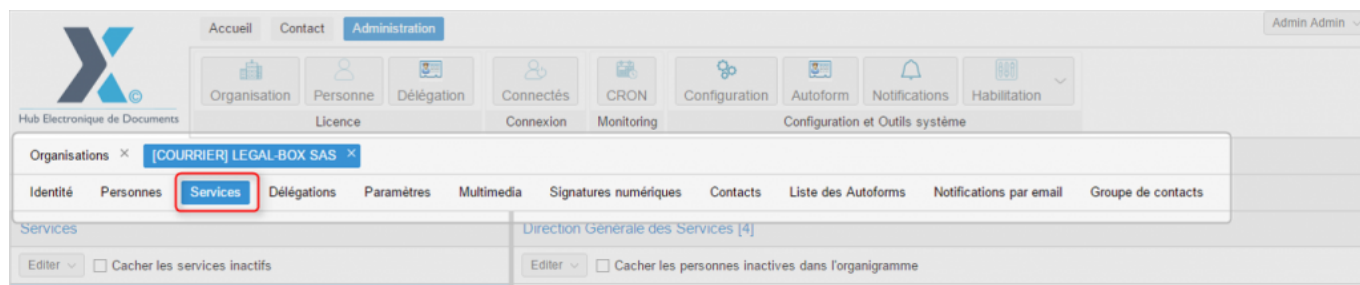 Accueil Contact Administration Admin Admin
Organisation Personne Délégation Connectés CRON Configuration Autoform Notifications Habilitation
Hub Electronique de Documents Licence Connexion Monitoring Configuration et Outils système
Organisations × [COURRIER] LEGAL-BOX SAS ×
Identité Personnes Services Délégations Paramètres Multimedia Signatures numériques Contacts Liste des Autoforms Notifications par email Groupe de contacts
Services Direction Générale des Services [4]
Editer Cacher les services inactifs Editer Cacher les personnes inactives dans l'organigramme